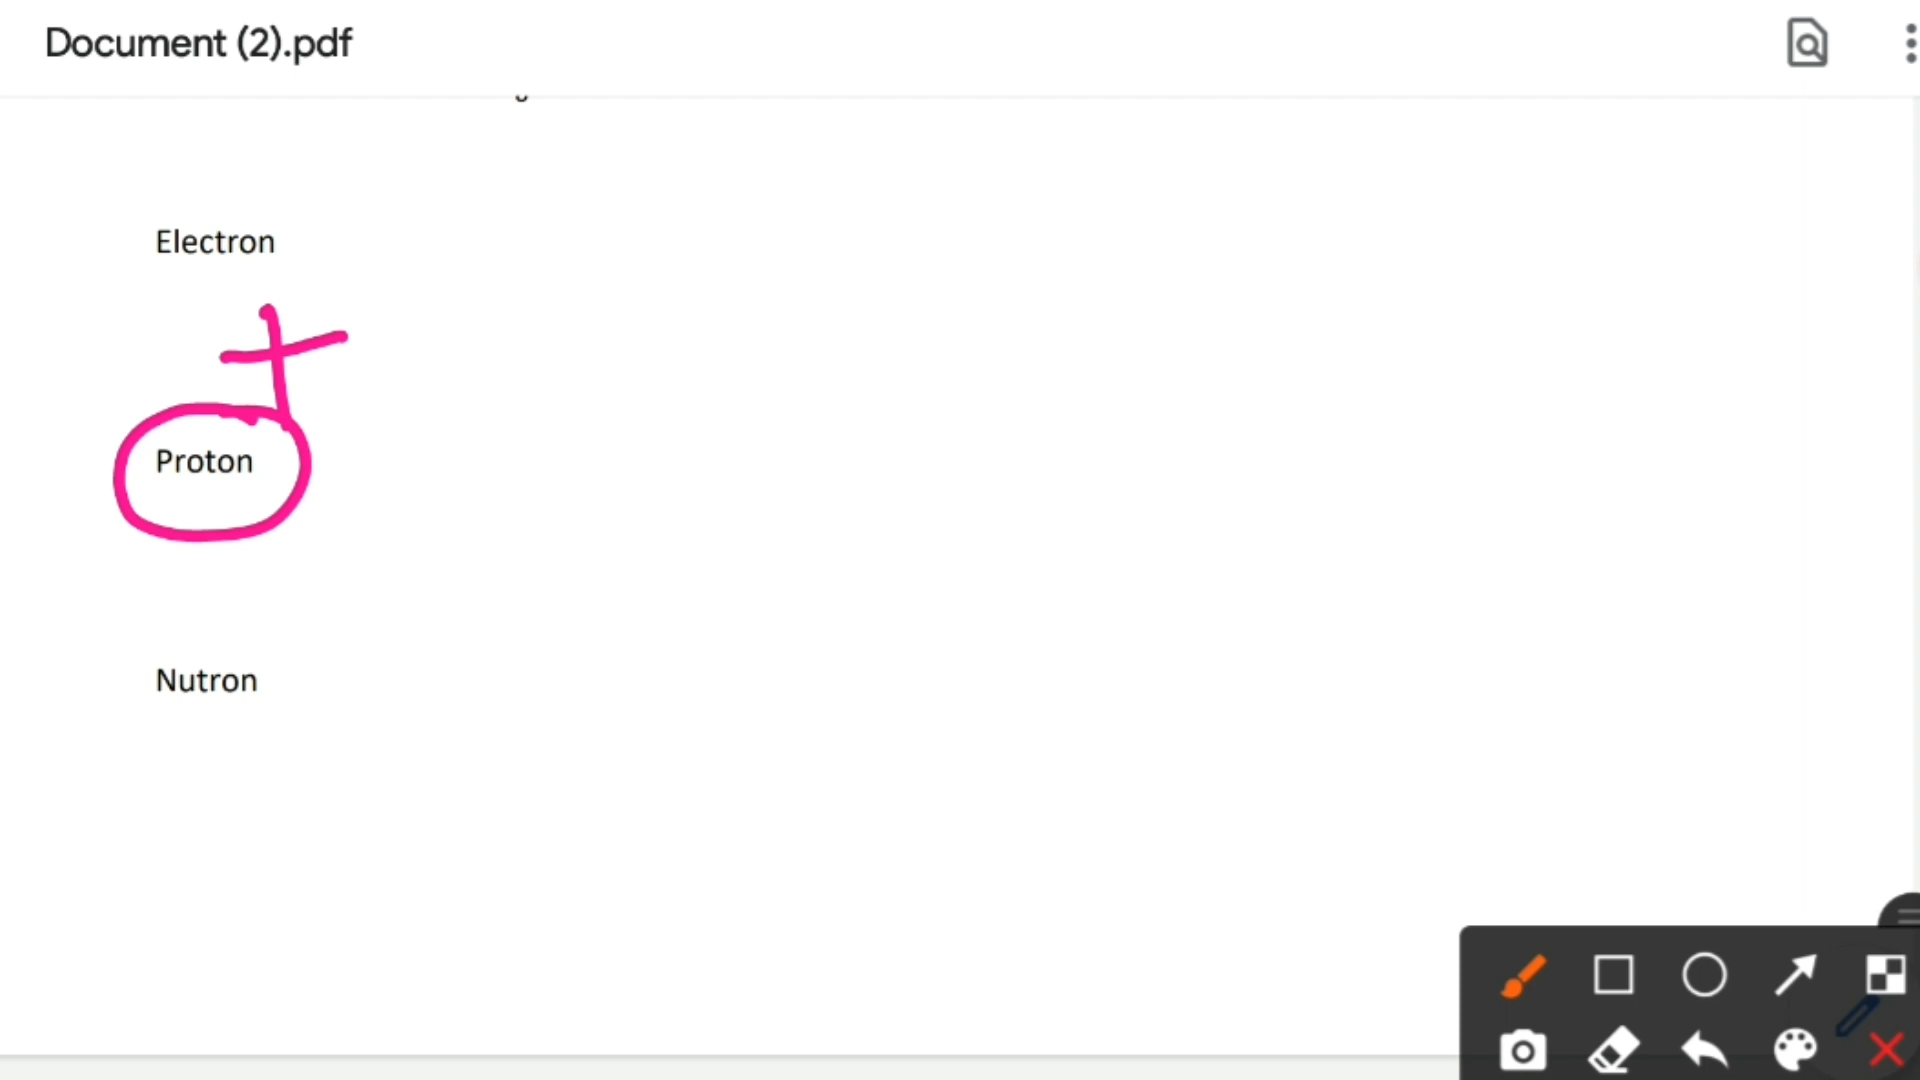 Document (2).pdf
Electron
+
Proton
Nutron